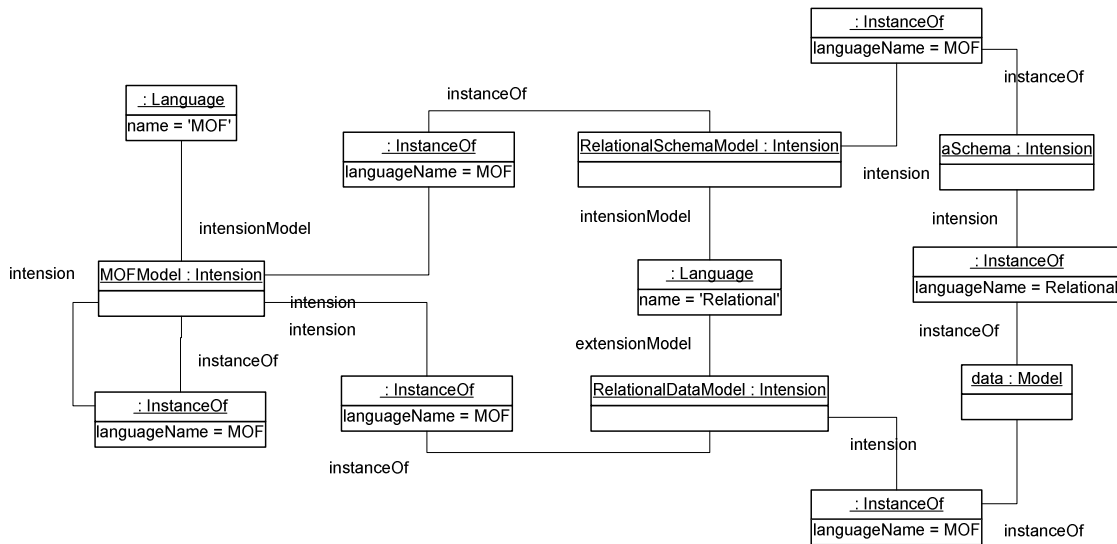 : InstanceOf
languageName = MOF
instanceOf
: Language
name = 'MOF'
instanceOf
: InstanceOf
languageName = MOF
RelationalSchemaModel : Intension
aSchema : Intension
intension
intensionModel
intensionModel
intension
intension
MOFModel : Intension
: Language
name = 'Relational'
: InstanceOf
languageName = Relational
intension
intension
instanceOf
extensionModel
instanceOf
: InstanceOf
languageName = MOF
: InstanceOf
languageName = MOF
RelationalDataModel : Intension
data : Model
instanceOf
intension
: InstanceOf
languageName = MOF
instanceOf